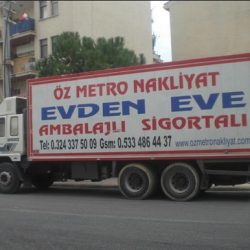 ÖZ METRO NAKLİYAT
EVDEN EVE
AMBALAJLI SİGORTALI
Tel: 0.324 337 50 09 Gsm: 0.533 486 44 37 www.ozmetronakliyat.com